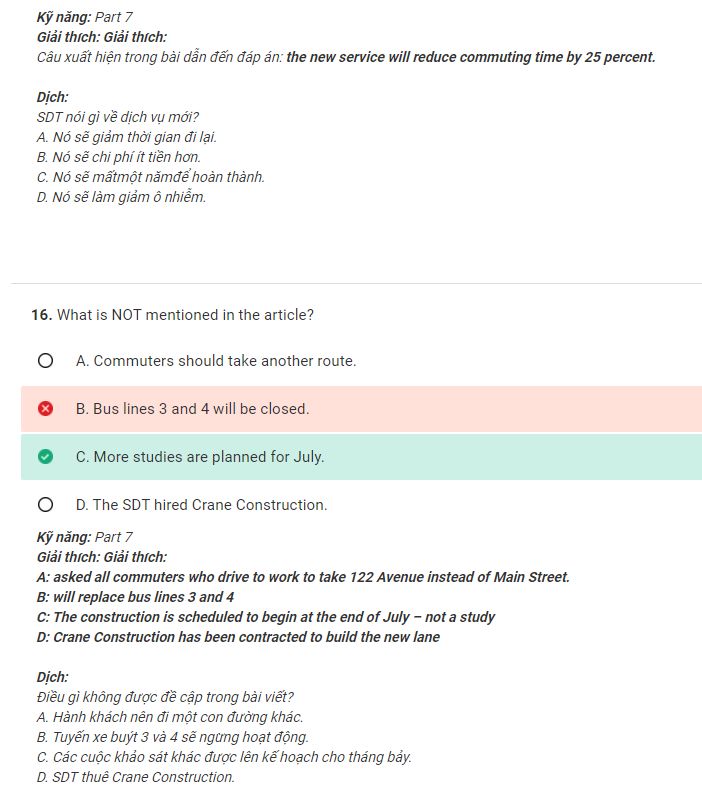 Kỹ năng: Part 7
Giải thích: Giải thích:
Câu xuất hiện trong bài dẫn đến đáp án: the new service will reduce commuting time by 25 percent.
Dịch:
SDT nói gì về dịch vụ mới?
A. Nó sẽ giảm thời gian đi lại.
B. Nó sẽ chi phí ít tiền hơn.
C. Nó sẽ mấtmột nămđể hoàn thành.
D. Nó sẽ làm giảm ô nhiễm.
16. What is NOT mentioned in the article?
A. Commuters should take another route.
B. Bus lines 3 and 4 will be closed.
C. More studies are planned for July.
D. The SDT hired Crane Construction.
Kỹ năng: Part 7
Giải thích: Giải thích:
A: asked all commuters who drive to work to take 122 Avenue instead of Main Street.
B: will replace bus lines 3 and 4
C: The construction is scheduled to begin at the end of July – not a study
D: Crane Construction has been contracted to build the new lane
Dịch:
Điều gì không được đề cập trong bài viết?
A. Hành khách nên đi một con đường khác.
B. Tuyến xe buýt 3 và 4 sẽ ngừng hoạt động.
C. Các cuộc khảo sát khác được lên kế hoạch cho tháng bảy.
D. SDT thuê Crane Construction.